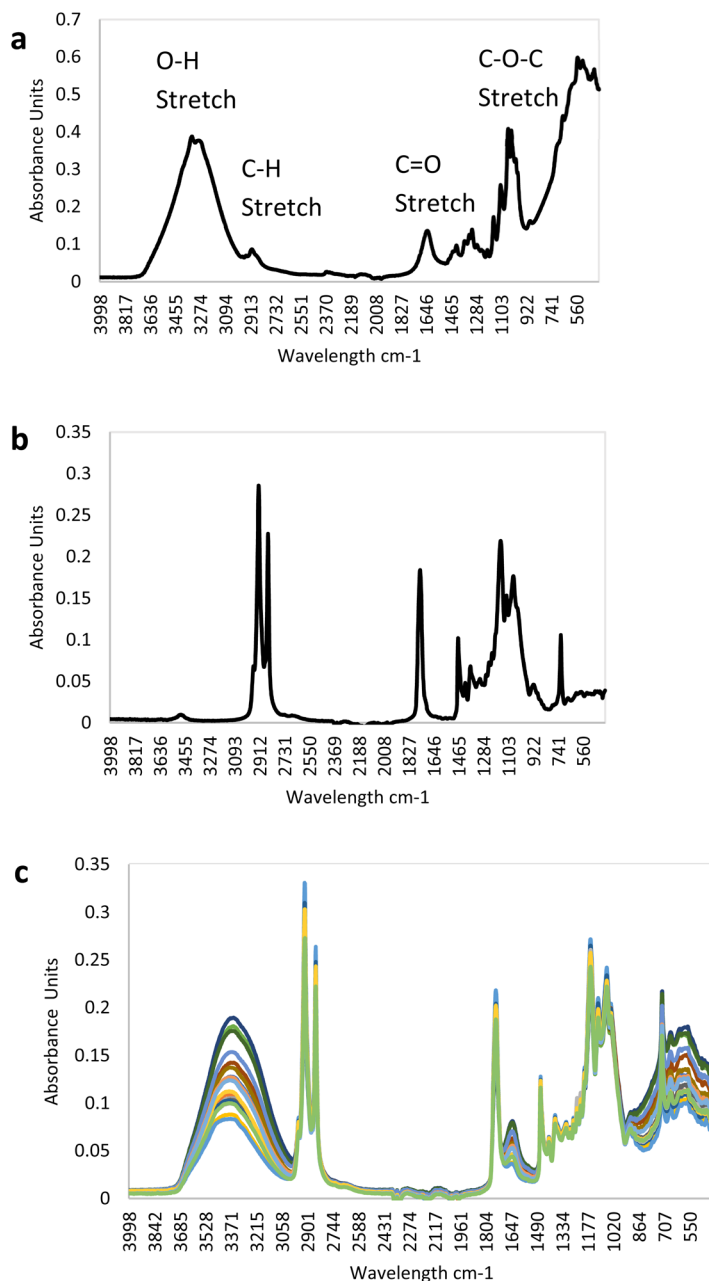 a
0.7
0.6
0.5
0.4
0.3
0.2
0.1
0
Absorbance Units
O-H
Stretch
C-H
Stretch
C=O
Stretch
C-O-C
Stretch
3998 3817 3636 3455 3274 3094 2913 2732 2551 2370 2189 2008 1827 1646 1465 1284 1103 922 741 560
Wavelength cm-1
b
0.35
0.3
0.25
0.2
0.15
0.1
0.05
0
Absorbance Units
3998 3817 3636 3455 3274 3093 2912 2731 2550 2369 2188 2008 1827 1646 1465 1284 1103 922 741 560
Wavelength cm-1
c
0.35
0.3
0.25
0.2
0.15
0.1
0.05
0
Absorbance Units
3998 3842 3685 3528 3371 3215 3058 2901 2744 2588 2431 2274 2117 1961 1804 1647 1490 1334 1177 1020 864 707 550
Wavelength cm-1